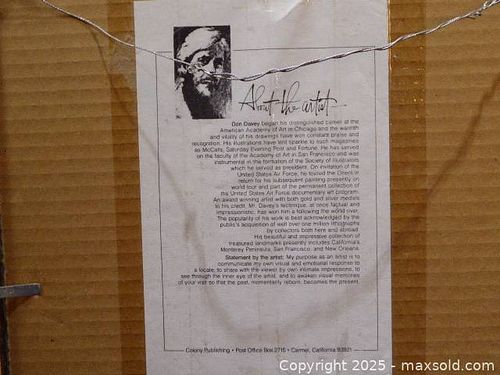 About the artist
Don Davey began his distinguished career at the
American Academy of Art in Chicago and the warmth
and vitality of his drawings have won constant praise and
recognition. His illustrations have lent sparkle to such magazines
as McCalls, Saturday Evening Post and Fortune. He has served
on the faculty of the Academy of Art in San Francisco and was
instrumental in the formation of the Society of Illustrators
which he served as president. On invitation of the
United States Air Force, he toured the Orient in
return for his subsequent painting presently on
world tour and part of the permanent collection of
the United States Air Force documentary art program.
An award winning artist with both gold and silver medals
to his credit, Mr. Davey's technique, at once factual and
impressionistic, has won him a following the world over.
The popularity of his work is best acknowledged by the
public's acquisition of well over one million lithographs
by collectors both here and abroad.
His beautiful and impressive collection of
treasured landmarks presently includes California's
Monterey Peninsula, San Francisco, and New Orleans.
Statement by the artist: My purpose as an artist is to
communicate my own visual and emotional response to
a locale; to share with the viewer by own intimate impressions; to
see through the inner eye of the artist; and to awaken visual memories
of your visit so that the past, momentarily reborn, becomes the present.
Colony Publishing • Post Office Box 2715 • Carmel, California 93921
Copyright 2025 - maxsold.com